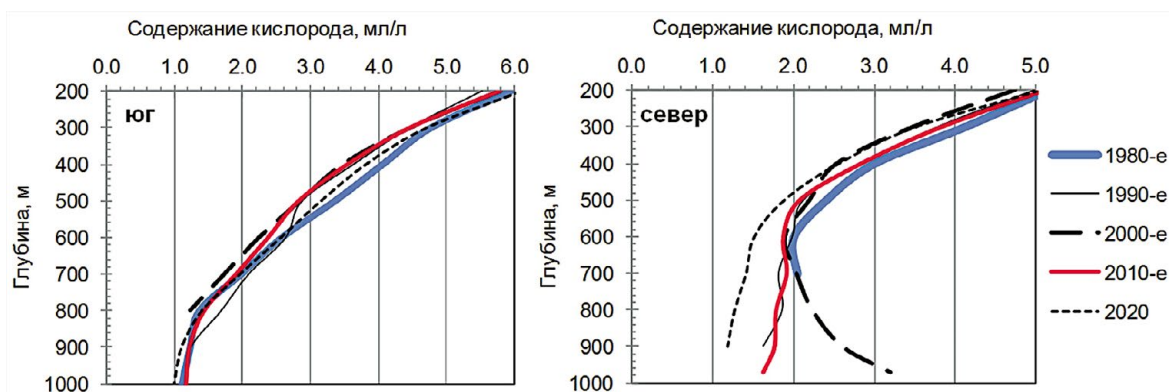 Содержание кислорода, мл/л
0.0 1.0 2.0 3.0 4.0 5.0 6.0
200
300
400
500
600
700
800
900
1000
Глубина, м
юг
Содержание кислорода, мл/л
0.0 1.0 2.0 3.0 4.0 5.0
200
300
400
500
600
700
800
900
1000
Глубина, м
север
1980-е
1990-е
2000-е
2010-е
2020